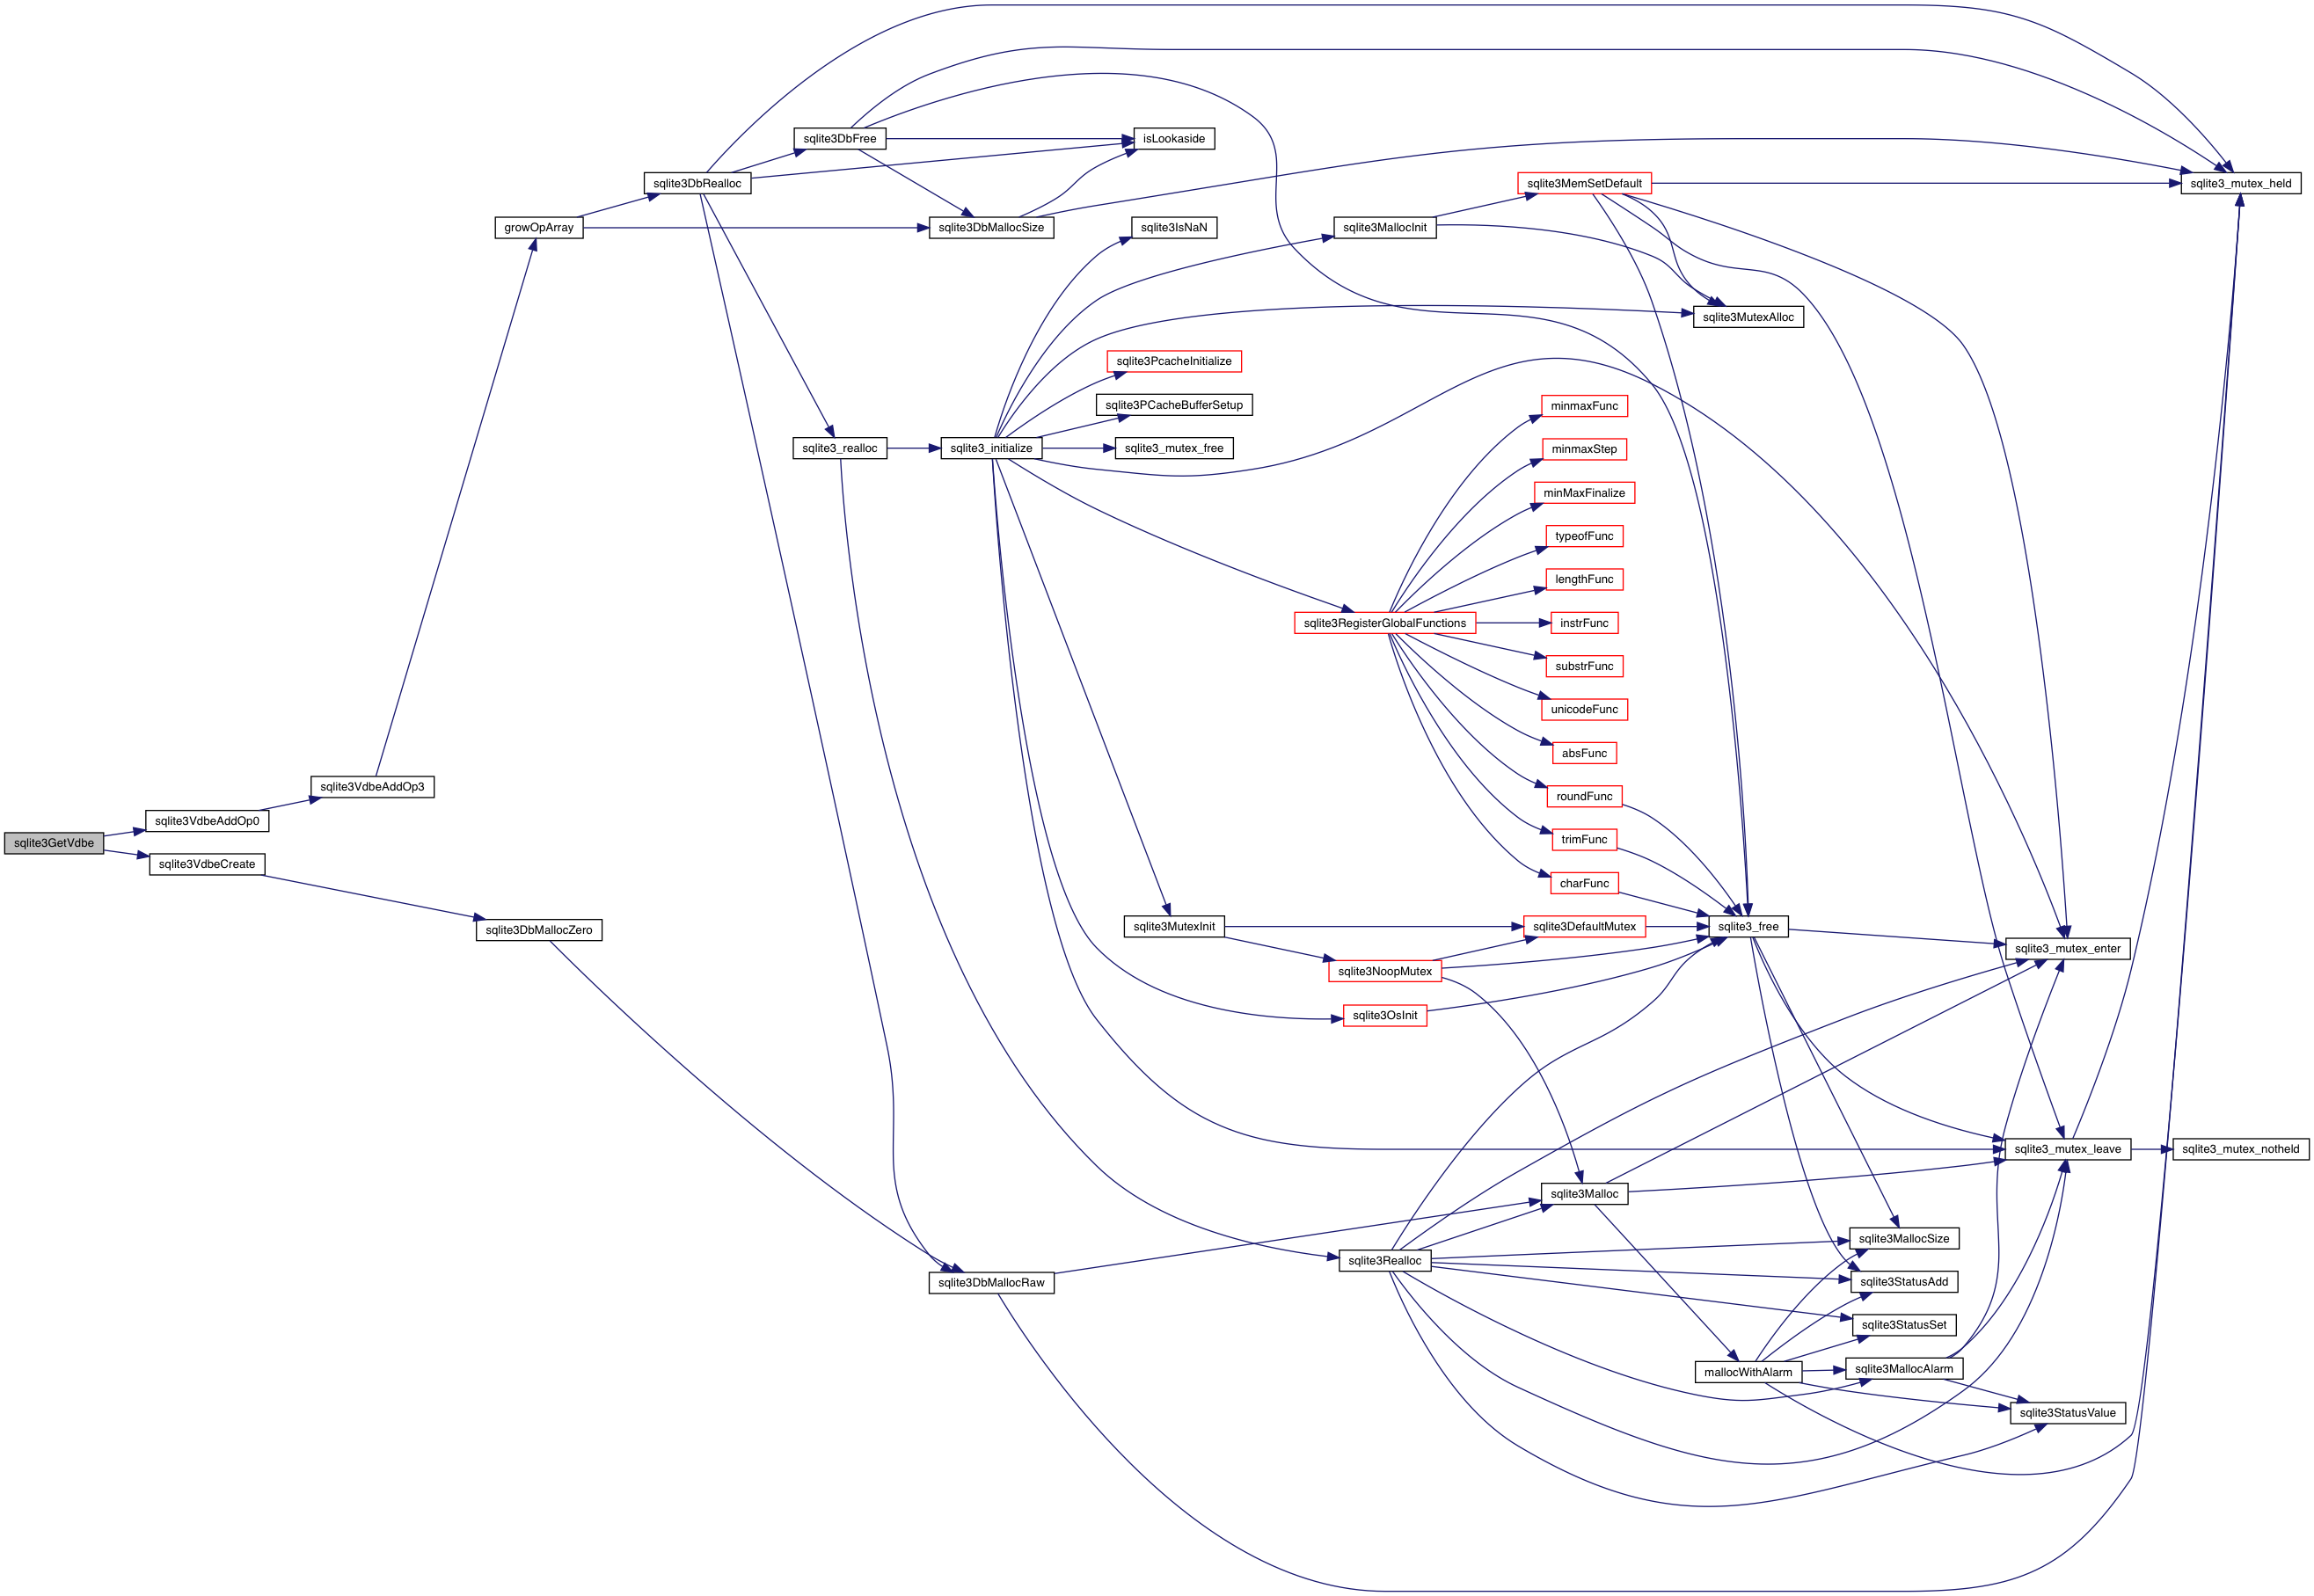 sqlite3DbFree
isLookaside
sqlite3DbRealloc
sqlite3MemSetDefault
sqlite3_mutex_held
growOpArray
sqlite3DbMallocSize
sqlite3IsNaN
sqlite3MallocInit
sqlite3MutexAlloc
sqlite3PcacheInitialize
sqlite3PCacheBufferSetup
minmaxFunc
sqlite3_realloc
sqlite3_initialize
sqlite3_mutex_free
minmaxStep
minMaxFinalize
typeofFunc
lengthFunc
sqlite3RegisterGlobalFunctions
instrFunc
substrFunc
unicodeFunc
absFunc
sqlite3VdbeAddOp3
roundFunc
sqlite3VdbeAddOp0
sqlite3GetVdbe
trimFunc
sqlite3VdbeCreate
charFunc
sqlite3DbMallocZero
sqlite3MutexInit
sqlite3DefaultMutex
sqlite3_free
sqlite3_mutex_enter
sqlite3NoopMutex
sqlite3OsInit
sqlite3_mutex_leave
sqlite3_mutex_notheld
sqlite3Malloc
sqlite3MallocSize
sqlite3Realloc
sqlite3DbMallocRaw
sqlite3StatusAdd
sqlite3StatusSet
mallocWithAlarm
sqlite3MallocAlarm
sqlite3StatusValue